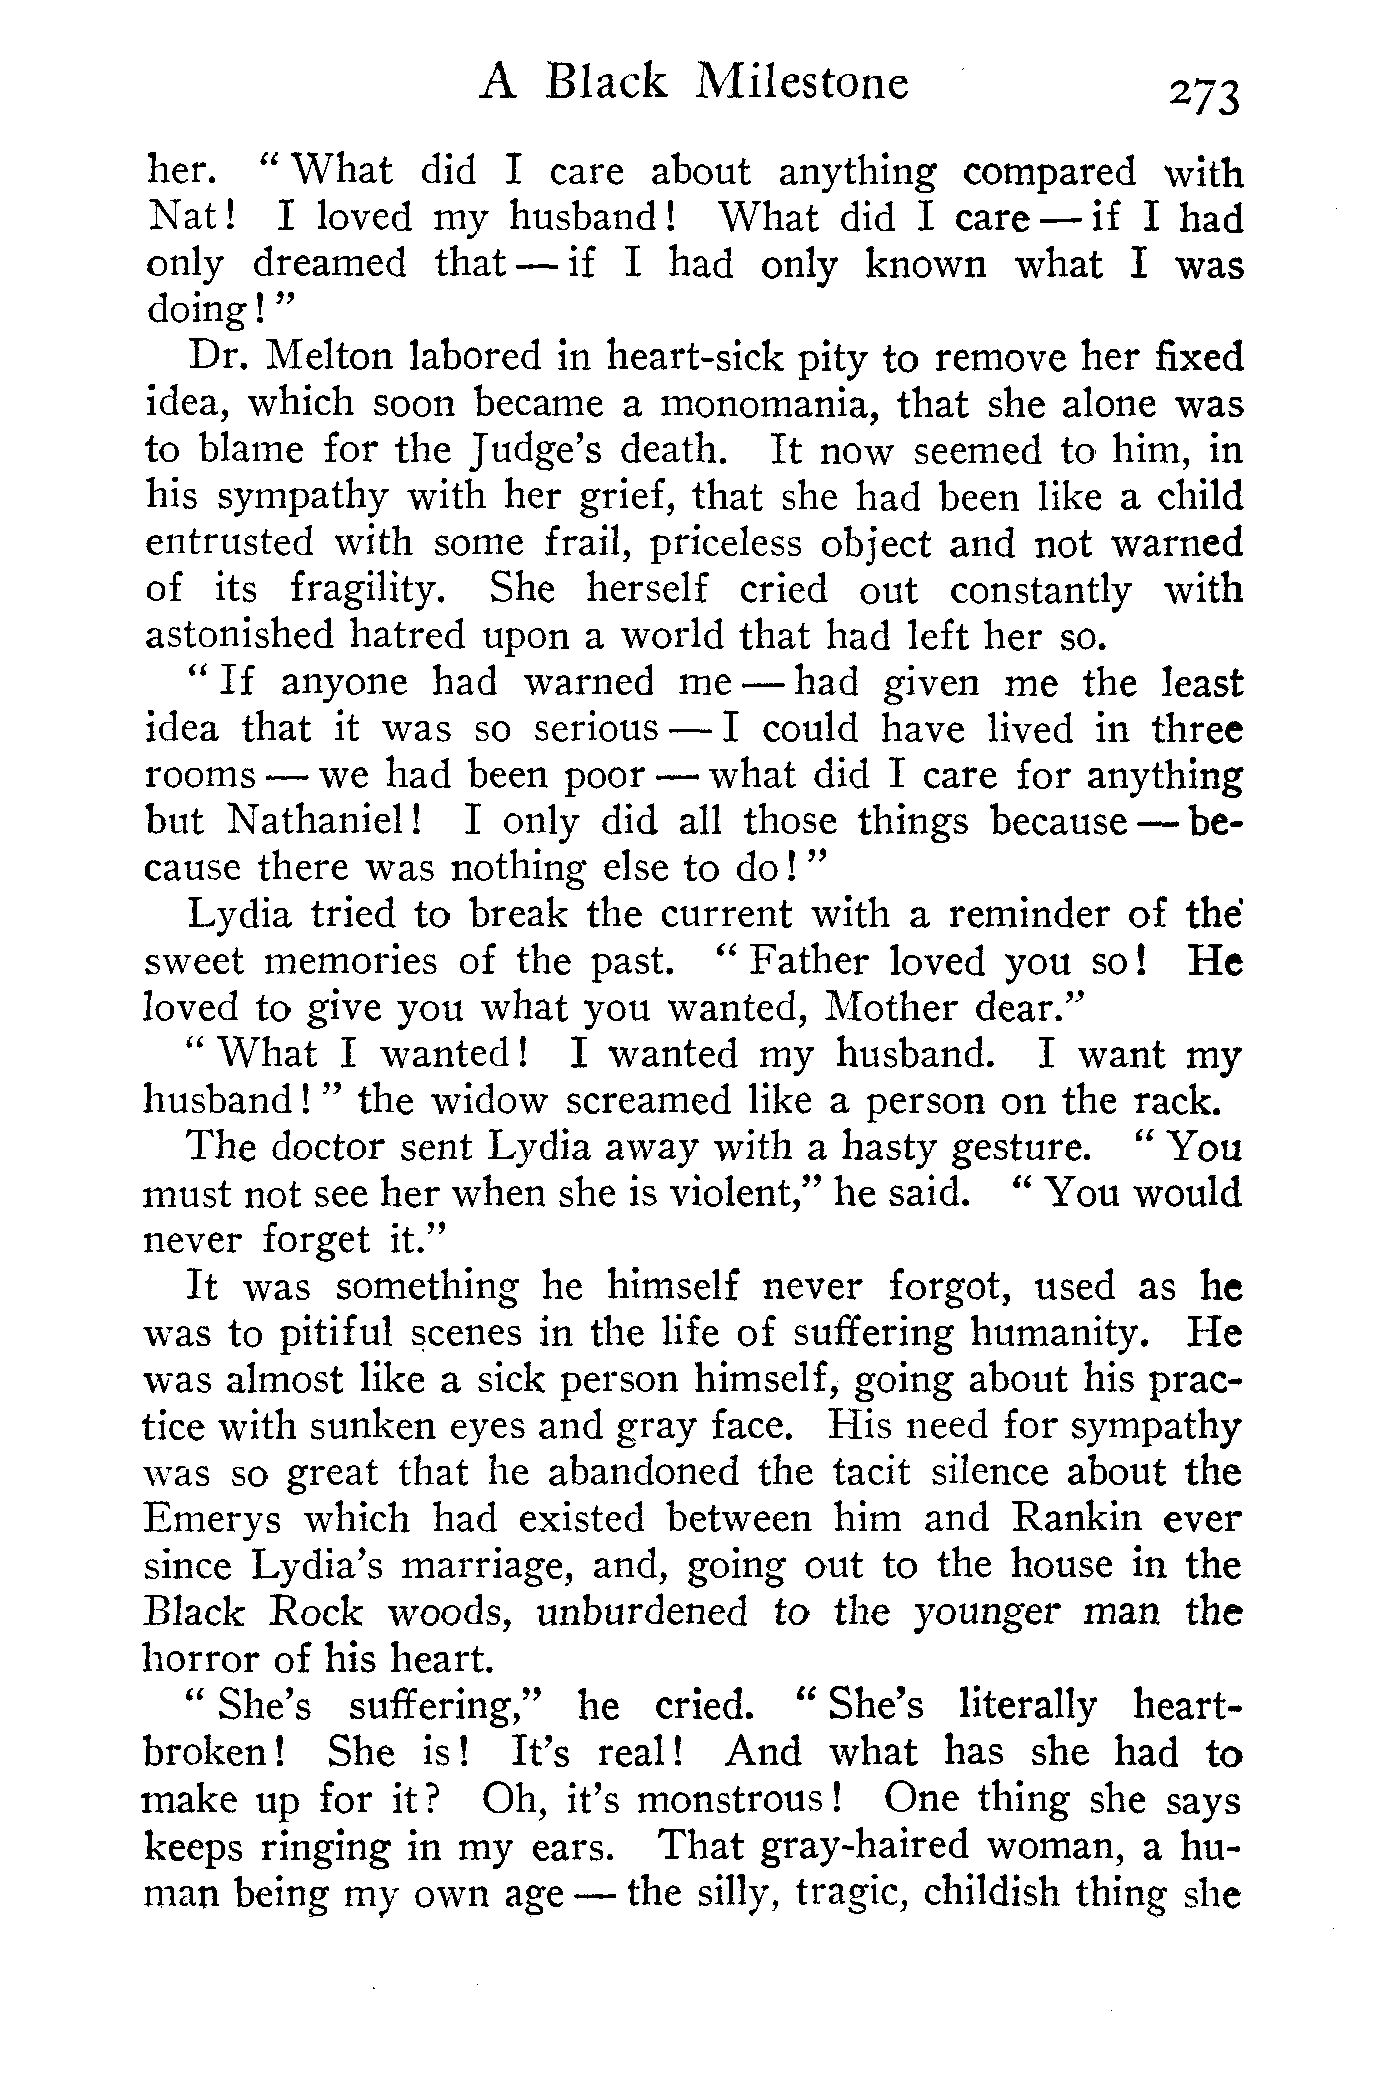 A Black Milestone 273
her. “ What did I care about anything compared with
Nat! I loved my husband! What did I care — if I had
only dreamed that — if I had only known what I was
doing! ”
Dr. Melton labored in heart-sick pity to remove her fixed
idea, which soon became a monomania, that she alone was
to blame for the Judge’s death. It now seemed to him, in
his sympathy with her grief, that she had been like a child
entrusted with some frail, priceless object and not warned
of its fragility. She herself cried out constantly with
astonished hatred upon a world that had left her so.
“ If anyone had warned me — had given me the least
idea that it was so serious — I could have lived in three
rooms — we had been poor — what did I care for anything
but Nathaniel! I only did all those things because — be-
cause there was nothing else to do! ”
Lydia tried to break the current with a reminder of the
sweet memories of the past. “ Father loved you so! He
loved to give you what you wanted, Mother dear.”
“ What I wanted! I wanted my husband. I want my
husband! ” the widow screamed like a person on the rack.
The doctor sent Lydia away with a hasty gesture. “ You
must not see her when she is violent,” he said. “ You would
never forget it.”
It was something he himself never forgot, used as he
was to pitiful scenes in the life of suffering humanity. He
was almost like a sick person himself, going about his prac-
tice with sunken eyes and gray face. His need for sympathy
was so great that he abandoned the tacit silence about the
Emerys which had existed between him and Rankin ever
since Lydia’s marriage, and, going out to the house in the
Black Rock woods, unburdened to the younger man the
horror of his heart.
“ She’s suffering,” he cried. “ She’s literally heart-
broken! She is! It’s real! And what has she had to
make up for it? Oh, it’s monstrous! One thing she says
keeps ringing in my ears. That gray-haired woman, a hu-
man being my own age — the silly, tragic, childish thing she